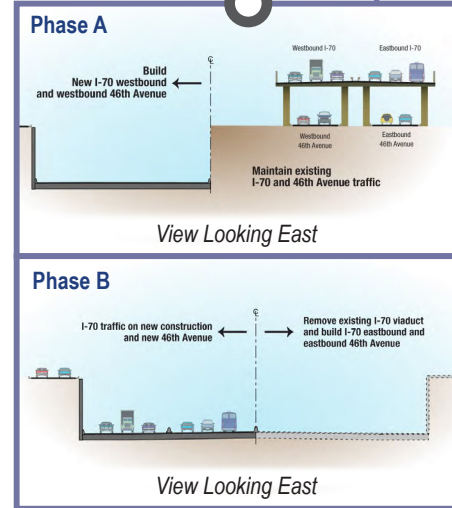 Phase A
Build
New I-70 westbound
and westbound 46th Avenue
℄
Westbound I-70
Eastbound I-70
Westbound
46th Avenue
Eastbound
46th Avenue
Maintain existing
I-70 and 46th Avenue traffic
View Looking East
Phase B
I-70 traffic on new construction
and new 46th Avenue
℄
Remove existing I-70 viaduct
and build I-70 eastbound and
eastbound 46th Avenue
View Looking East